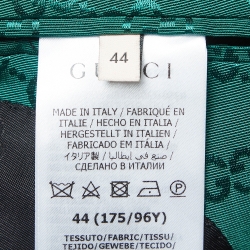 44
GUCCI
MADE IN ITALY / FABRIQUÉ EN
ITALIE / HECHO EN ITALIA /
HERGESTELLT IN ITALIEN /
FABRICADO EM ITÁLIA /
イタリア製 / صنع في إيطاليا /
СДЕЛАНО В ИТАЛИИ
44 (175/96Y)
TESSUTO/FABRIC/TISSU/
TEJIDO/GEWEBE/TECIDO/